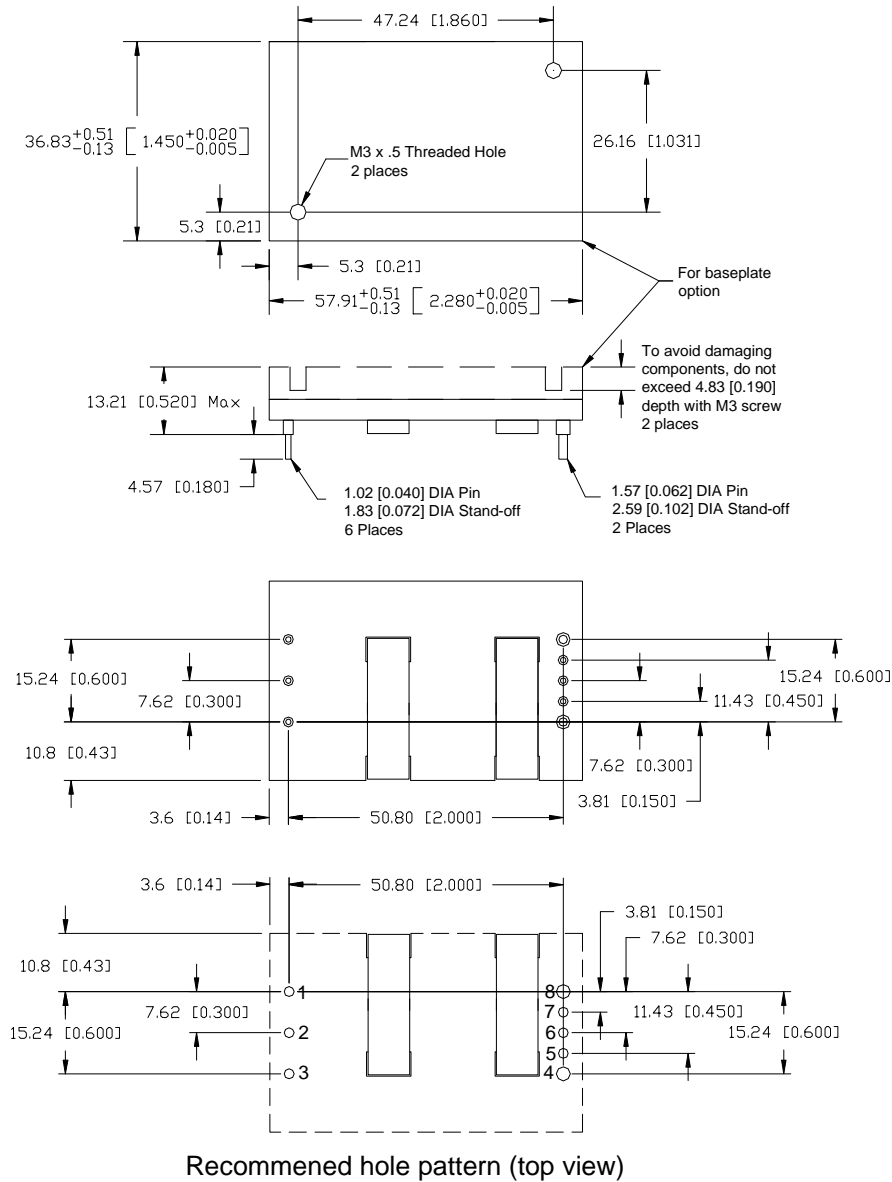 47.24 [1.860]
36.83 +0.51 -0.13 [ 1.450 +0.020 -0.005 ]
26.16 [1.031]
M3 x .5 Threaded Hole
2 places
5.3 [0.21]
5.3 [0.21]
57.91 +0.51 -0.13 [ 2.280 +0.020 -0.005 ]
For baseplate
option
To avoid damaging
components, do not
exceed 4.83 [0.190]
depth with M3 screw
2 places
13.21 [0.520] Max
4.57 [0.180]
1.02 [0.040] DIA Pin
1.83 [0.072] DIA Stand-off
6 Places
1.57 [0.062] DIA Pin
2.59 [0.102] DIA Stand-off
2 Places
15.24 [0.600]
7.62 [0.300]
10.8 [0.43]
15.24 [0.600]
11.43 [0.450]
7.62 [0.300]
3.81 [0.150]
3.6 [0.14]
50.80 [2.000]
3.6 [0.14]
50.80 [2.000]
3.81 [0.150]
7.62 [0.300]
10.8 [0.43]
7.62 [0.300]
15.24 [0.600]
1
2
3
8
7
6
5
4
11.43 [0.450]
15.24 [0.600]
Recommened hole pattern (top view)